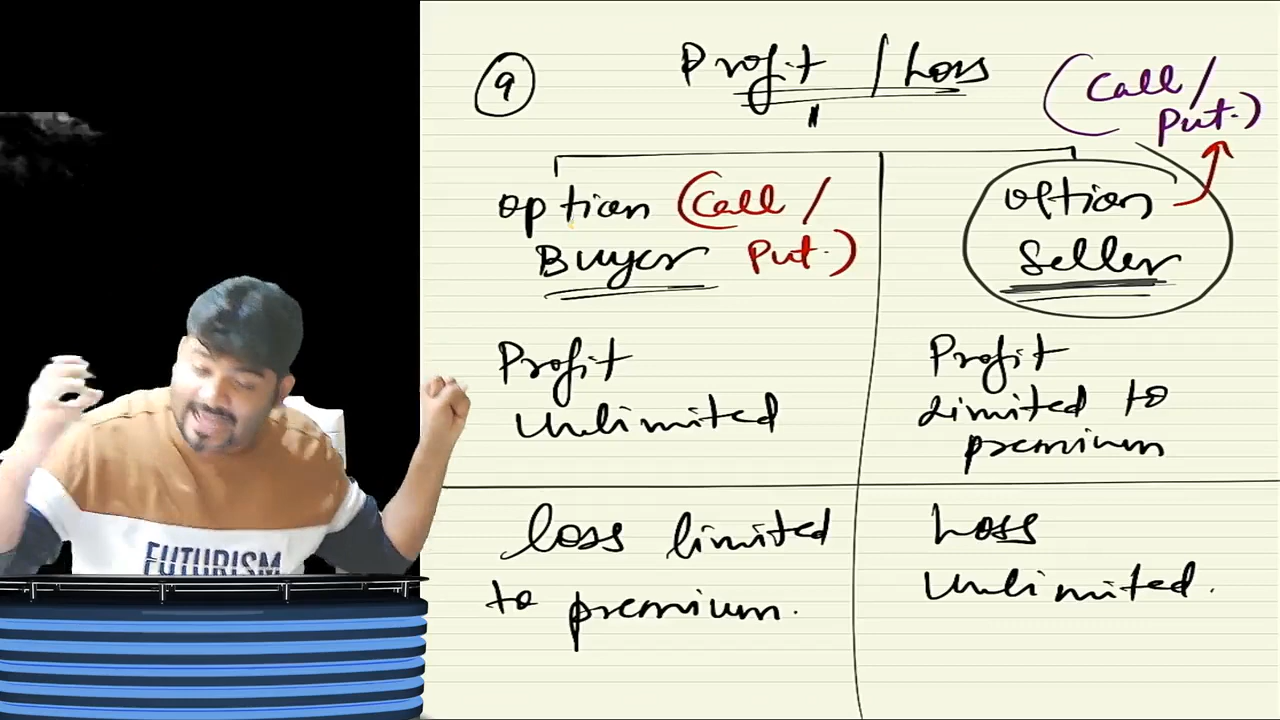 9
Profit / Loss
(Call /
Put.)
option (Call /
Buyer Put.)
option
Seller
Profit
Unlimited
Profit
Limited to
premium
loss limited
to premium.
Loss
Unlimited.
FUTURISM